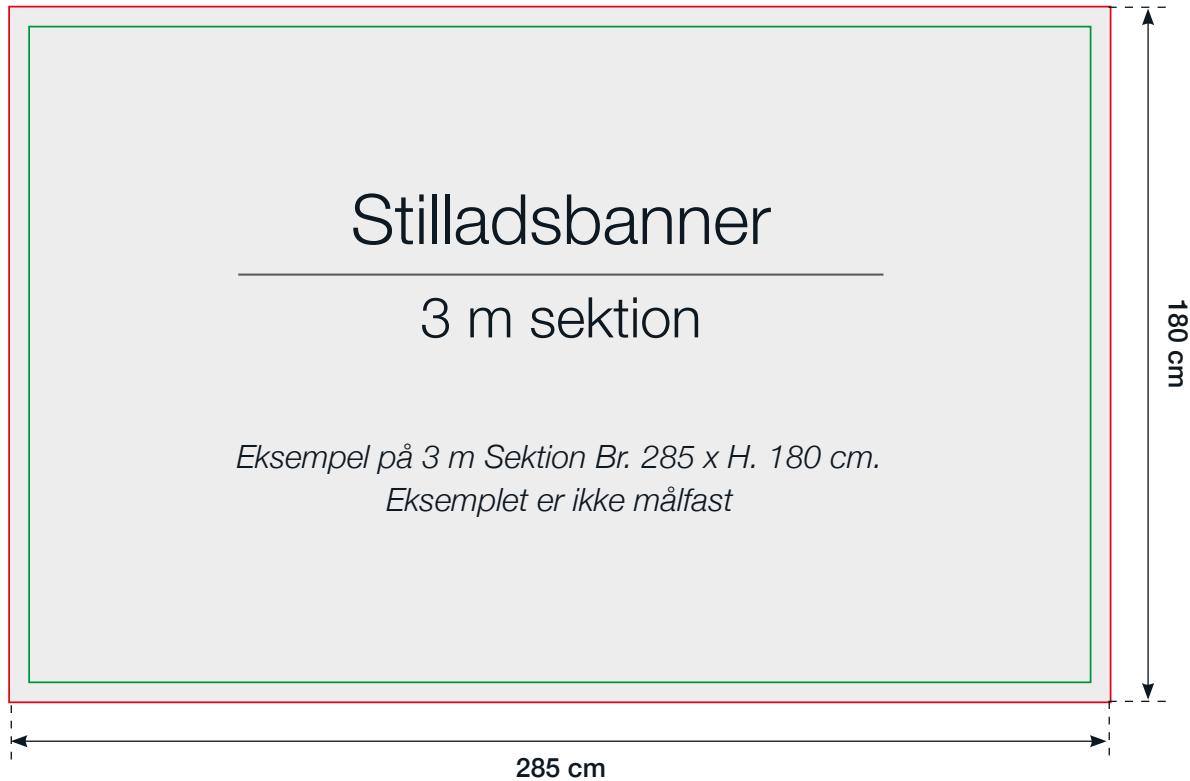 Stilladsbanner
3 m sektion
Eksempel på 3 m Sektion Br. 285 x H. 180 cm.
Eksemplet er ikke målfast
180 cm
285 cm